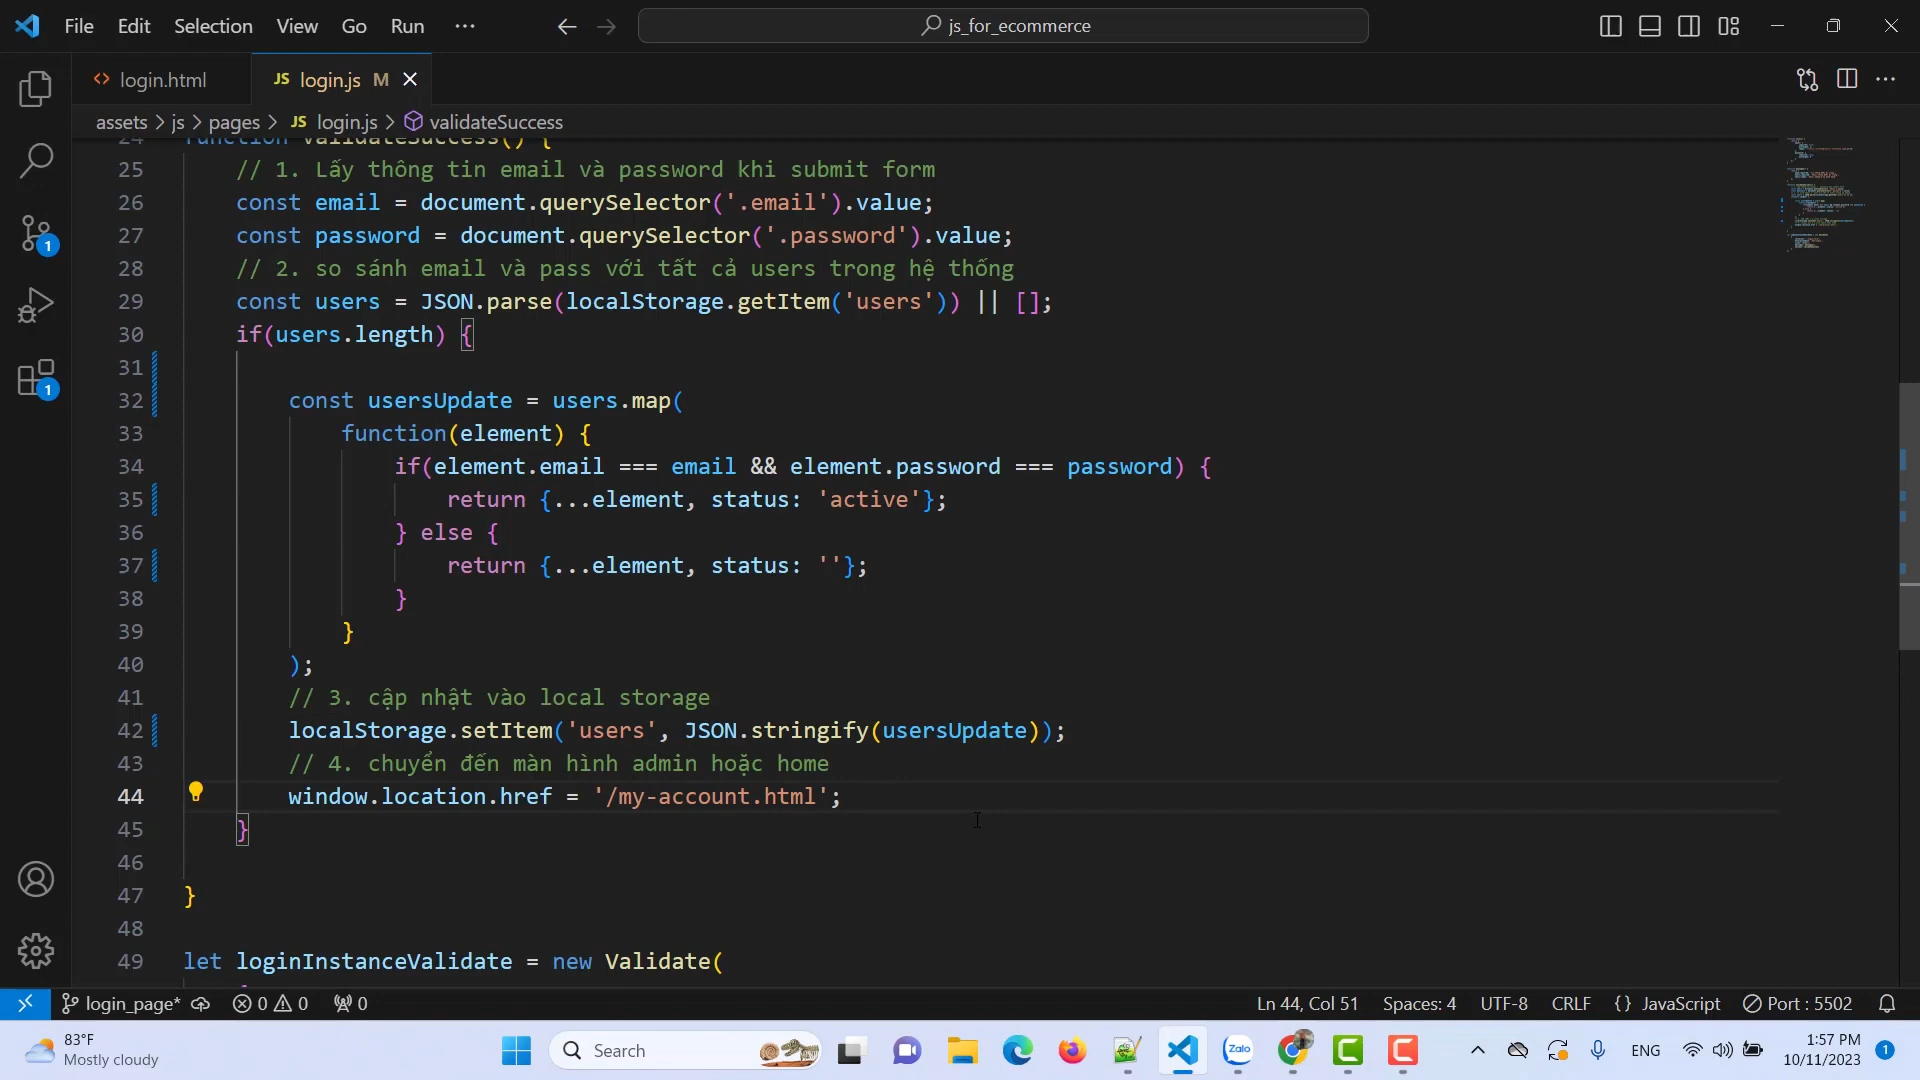 File Edit Selection View Go Run ··· js_for_ecommerce
login.html JS login.js M
assets > js > pages > JS login.js > validateSuccess
24 function validateSuccess() {
25 // 1. Lấy thông tin email và password khi submit form
26 const email = document.querySelector('.email').value;
27 const password = document.querySelector('.password').value;
28 // 2. so sánh email và pass với tất cả users trong hệ thống
29 const users = JSON.parse(localStorage.getItem('users')) || [];
30 if(users.length) {
31
32 const usersUpdate = users.map(
33 function(element) {
34 if(element.email === email && element.password === password) {
35 return {...element, status: 'active'};
36 } else {
37 return {...element, status: ''};
38 }
39 }
40 );
41 // 3. cập nhật vào local storage
42 localStorage.setItem('users', JSON.stringify(usersUpdate));
43 // 4. chuyển đến màn hình admin hoặc home
44 window.location.href = '/my-account.html';
45 }
46
47 }
48
49 let loginInstanceValidate = new Validate(
1
1
login_page* 0 0 0 Ln 44, Col 51 Spaces: 4 UTF-8 CRLF {} JavaScript Port : 5502
83°F
Mostly cloudy
Search
Zalo
ENG
1:57 PM
10/11/2023
1